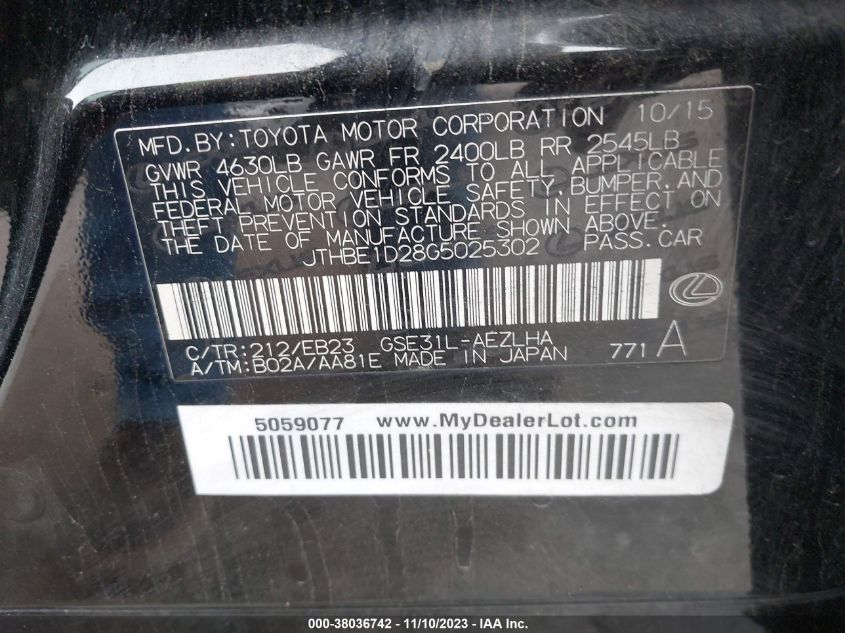 10/15
MFD. BY: TOYOTA MOTOR CORPORATION
GVWR 4630LB GAWR FR 2400LB RR 2545LB
THIS VEHICLE CONFORMS TO ALL APPLICABLE
FEDERAL MOTOR VEHICLE SAFETY, BUMPER, AND
THEFT PREVENTION STANDARDS IN EFFECT ON
THE DATE OF MANUFACTURE SHOWN ABOVE.
JTHBE1D28G5025302 PASS. CAR
C/TR: 212/EB23 GSE31L-AEZLHA
A/TM: B02A/AA81E MADE IN JAPAN 771 A
5059077 www.MyDealerLot.com
000-38036742 - 11/10/2023 - IAA Inc.